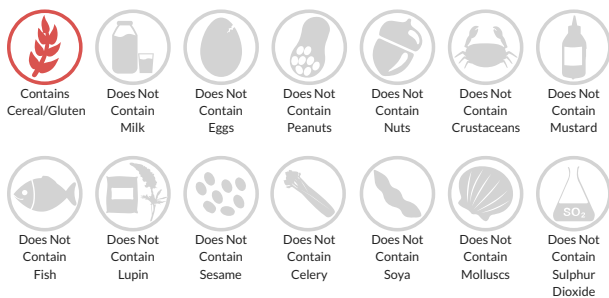 Contains
Cereal/Gluten
Does Not
Contain
Milk
Does Not
Contain
Eggs
Does Not
Contain
Peanuts
Does Not
Contain
Nuts
Does Not
Contain
Crustaceans
Does Not
Contain
Mustard
Does Not
Contain
Fish
Does Not
Contain
Lupin
Does Not
Contain
Sesame
Does Not
Contain
Celery
Does Not
Contain
Soya
Does Not
Contain
Molluscs
SO₂
Does Not
Contain
Sulphur
Dioxide